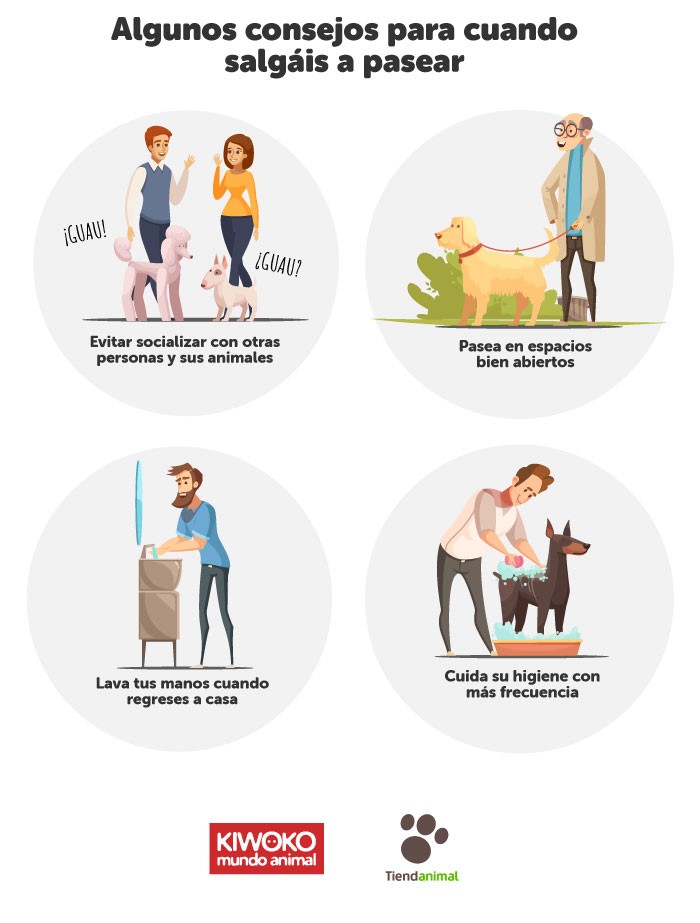 Algunos consejos para cuando
salgáis a pasear
¡GUAU!
¿GUAU?
Evitar socializar con otras
personas y sus animales
Pasea en espacios
bien abiertos
Lava tus manos cuando
regreses a casa
Cuida su higiene con
más frecuencia
KIWOKO
mundo animal
Tiendanimal